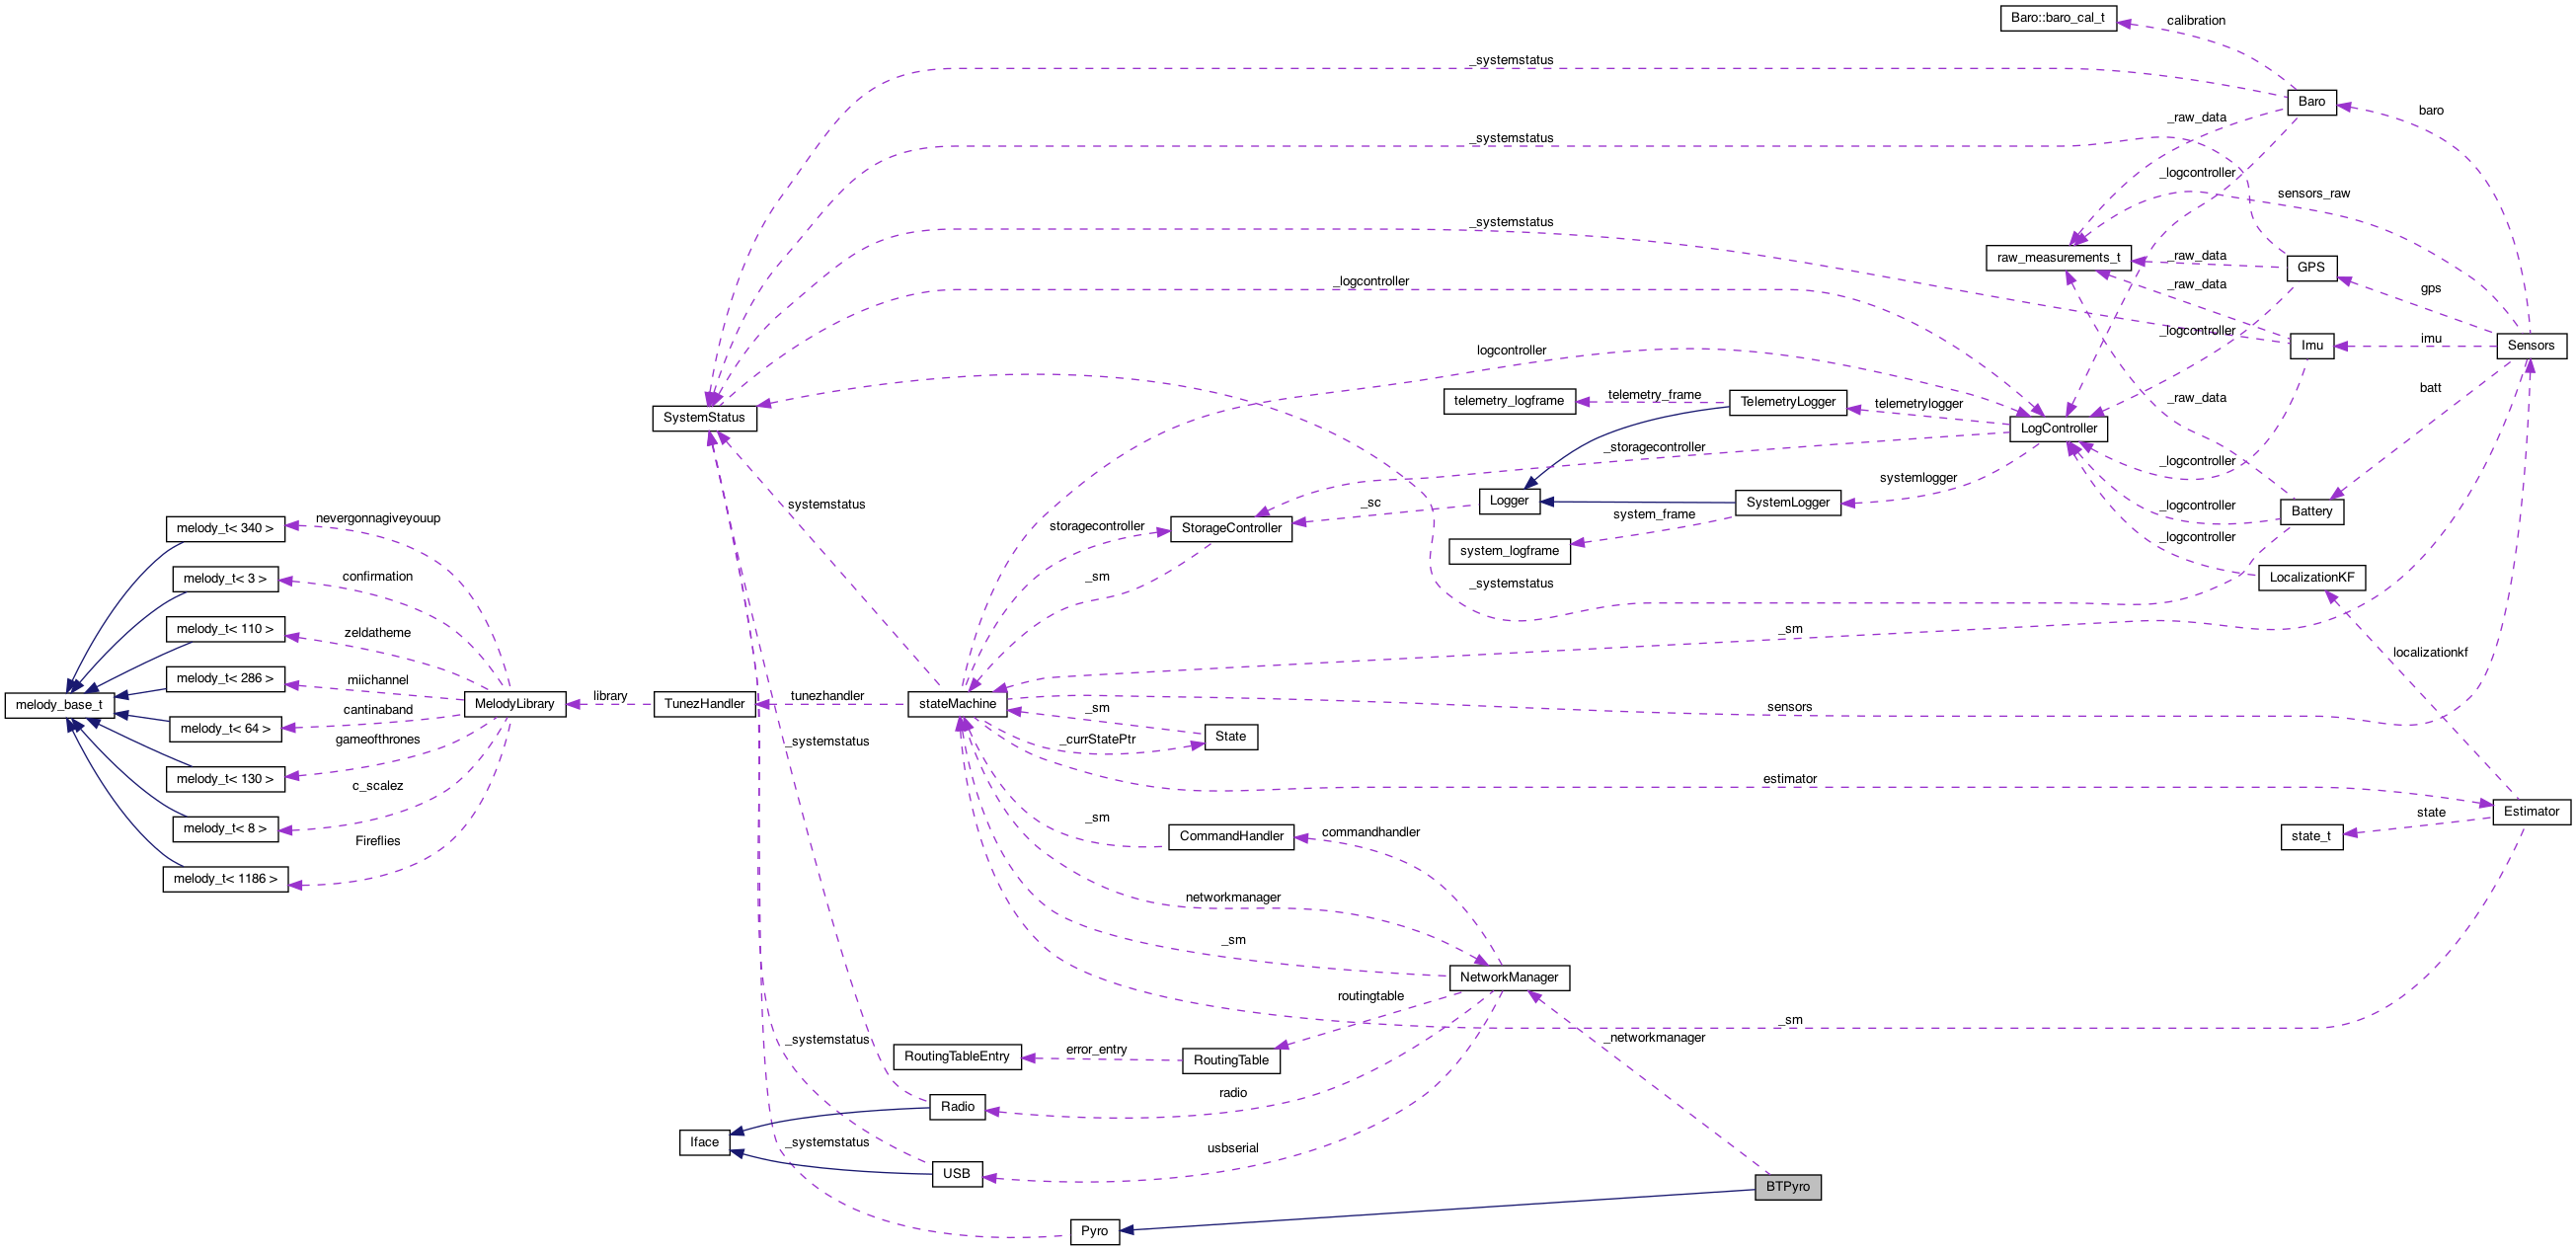 Baro::baro_cal_t
calibration
_systemstatus
Baro
baro
_raw_data
_systemstatus
_logcontroller
sensors_raw
_systemstatus
raw_measurements_t
_raw_data
GPS
_logcontroller
_raw_data
gps
_logcontroller
Imu
imu
Sensors
logcontroller
batt
telemetry_logframe
telemetry_frame
TelemetryLogger
telemetrylogger
_raw_data
SystemStatus
LogController
_storagecontroller
_logcontroller
systemlogger
systemstatus
_sc
Logger
SystemLogger
_logcontroller
Battery
nevergonnagiveyouup
melody_t< 340 >
storagecontroller
StorageController
system_frame
_logcontroller
system_logframe
confirmation
melody_t< 3 >
_sm
_systemstatus
LocalizationKF
melody_t< 110 >
zeldatheme
_sm
localizationkf
melody_t< 286 >
miichannel
melody_base_t
MelodyLibrary
library
TunezHandler
tunezhandler
stateMachine
_sm
sensors
cantinaband
melody_t< 64 >
gameofthrones
_systemstatus
_currStatePtr
State
melody_t< 130 >
estimator
c_scalez
melody_t< 8 >
_sm
CommandHandler
commandhandler
state_t
state
Estimator
Fireflies
melody_t< 1186 >
networkmanager
_sm
NetworkManager
routingtable
_sm
_systemstatus
RoutingTableEntry
error_entry
RoutingTable
_networkmanager
radio
Radio
Iface
_systemstatus
usbserial
USB
BTPyro
Pyro